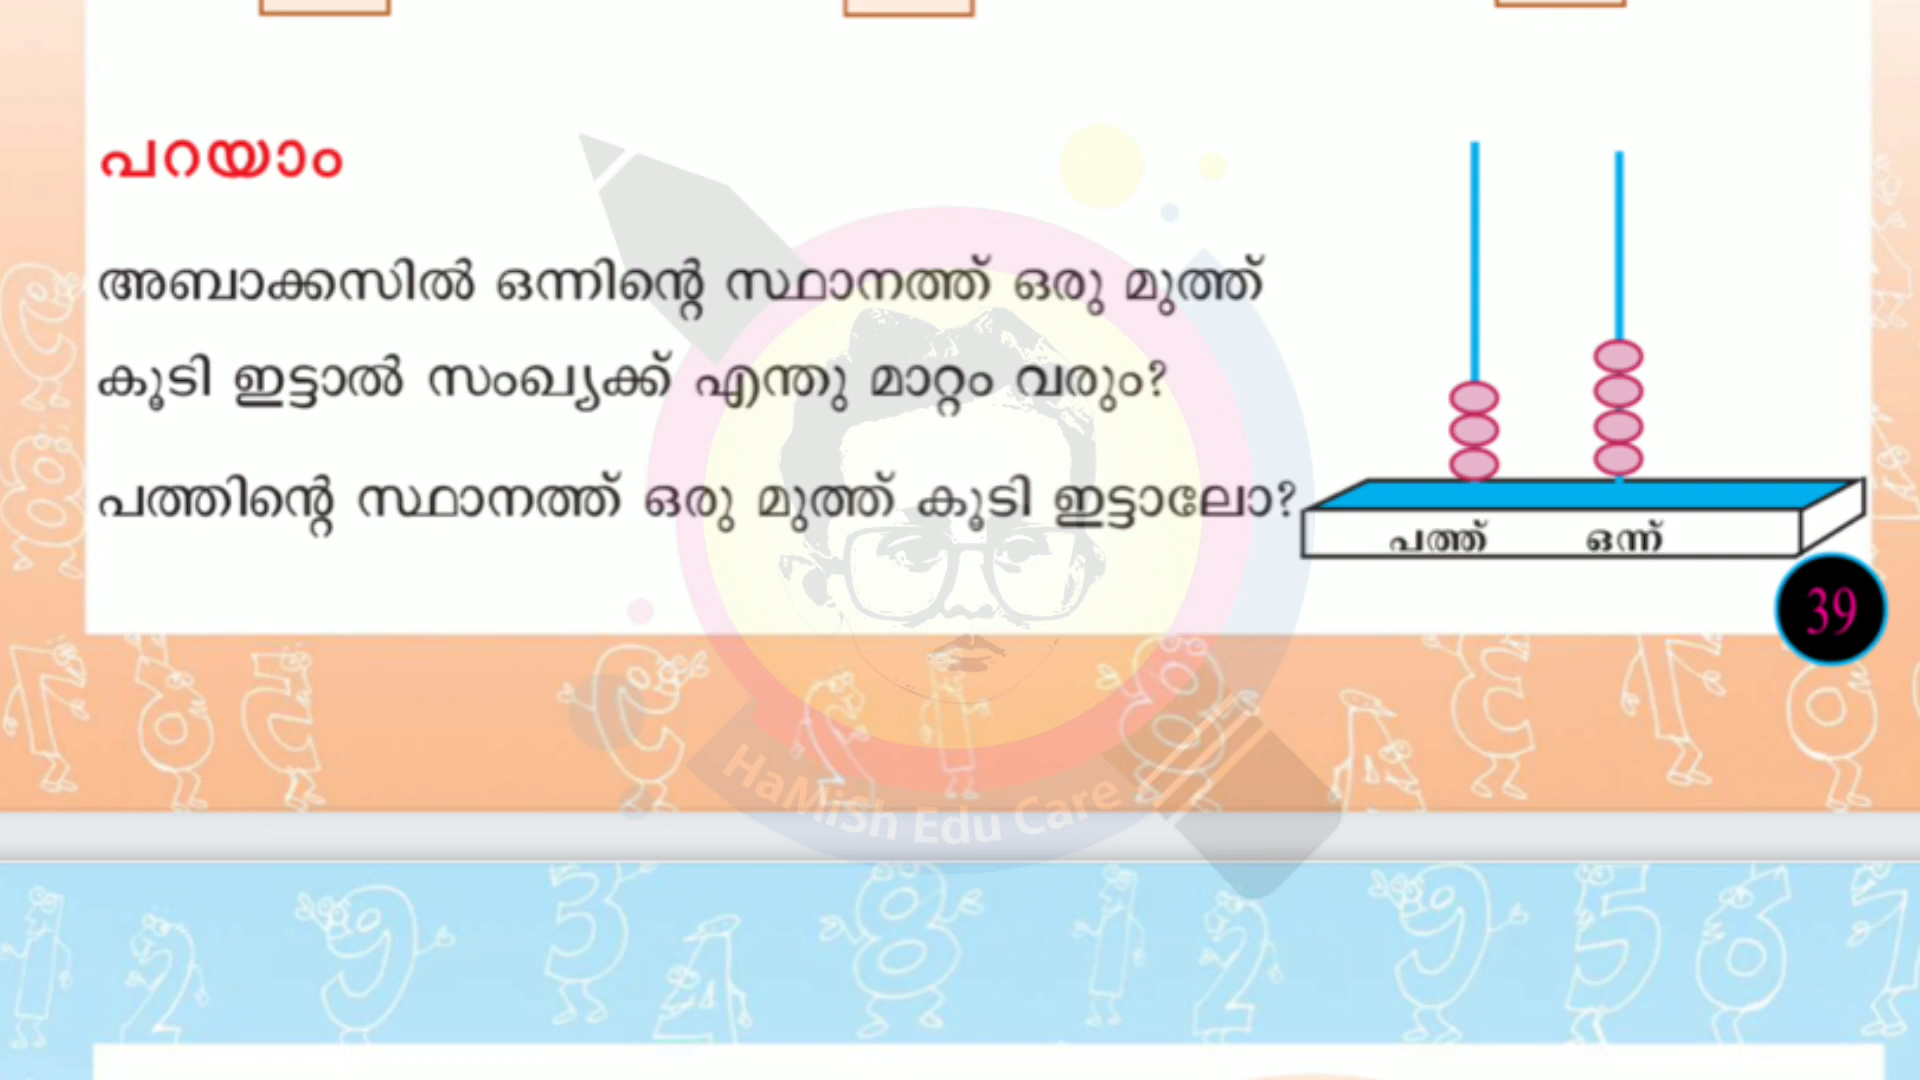 പറയാം
അബാക്കസിൽ ഒന്നിന്റെ സ്ഥാനത്ത് ഒരു മുത്ത്
കൂടി ഇട്ടാൽ സംഖ്യക്ക് എന്തു മാറ്റം വരും?
പത്തിന്റെ സ്ഥാനത്ത് ഒരു മുത്ത് കൂടി ഇട്ടാലോ?
പത്ത് ഒന്ന്
39
HaMiSh Edu Care